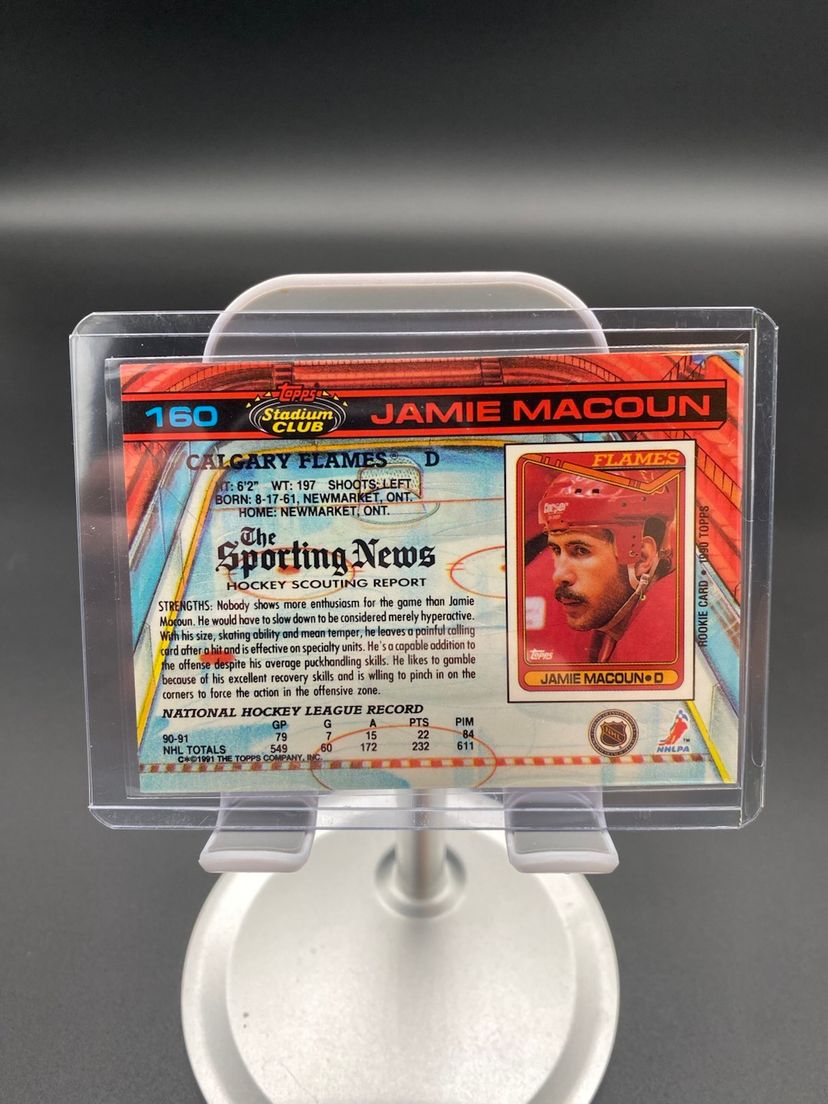 160
Topps
Stadium
CLUB
JAMIE MACOUN
CALGARY FLAMES® D
HT: 6'2" WT: 197 SHOOTS: LEFT
BORN: 8-17-61, NEWMARKET, ONT.
HOME: NEWMARKET, ONT.
The
Sporting News
HOCKEY SCOUTING REPORT
STRENGTHS: Nobody shows more enthusiasm for the game than Jamie
Macoun. He would have to slow down to be considered merely hyperactive.
With his size, skating ability and mean temper, he leaves a painful calling
card after a hit and is effective on specialty units. He's a capable addition to
the offense despite his average puckhandling skills. He likes to gamble
because of his excellent recovery skills and is wlling to pinch in on the
corners to force the action in the offensive zone.
NATIONAL HOCKEY LEAGUE RECORD
GP G A PTS PIM
90-91 79 7 15 22 84
NHL TOTALS 549 60 172 232 611
C✱©1991 THE TOPPS COMPANY, INC.
FLAMES
Cooper
Topps
JAMIE MACOUN • D
ROOKIE CARD • 1990 TOPPS
NHL
NHLPA
TM